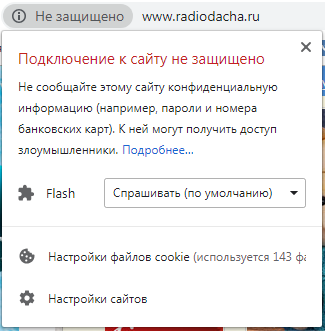 Не защищено www.radiodacha.ru
Подключение к сайту не защищено
Не сообщайте этому сайту конфиденциальную
информацию (например, пароли и номера
банковских карт). К ней могут получить доступ
злоумышленники. Подробнее...
Flash Спрашивать (по умолчанию)
Настройки файлов cookie (используется 143 фа
Настройки сайтов